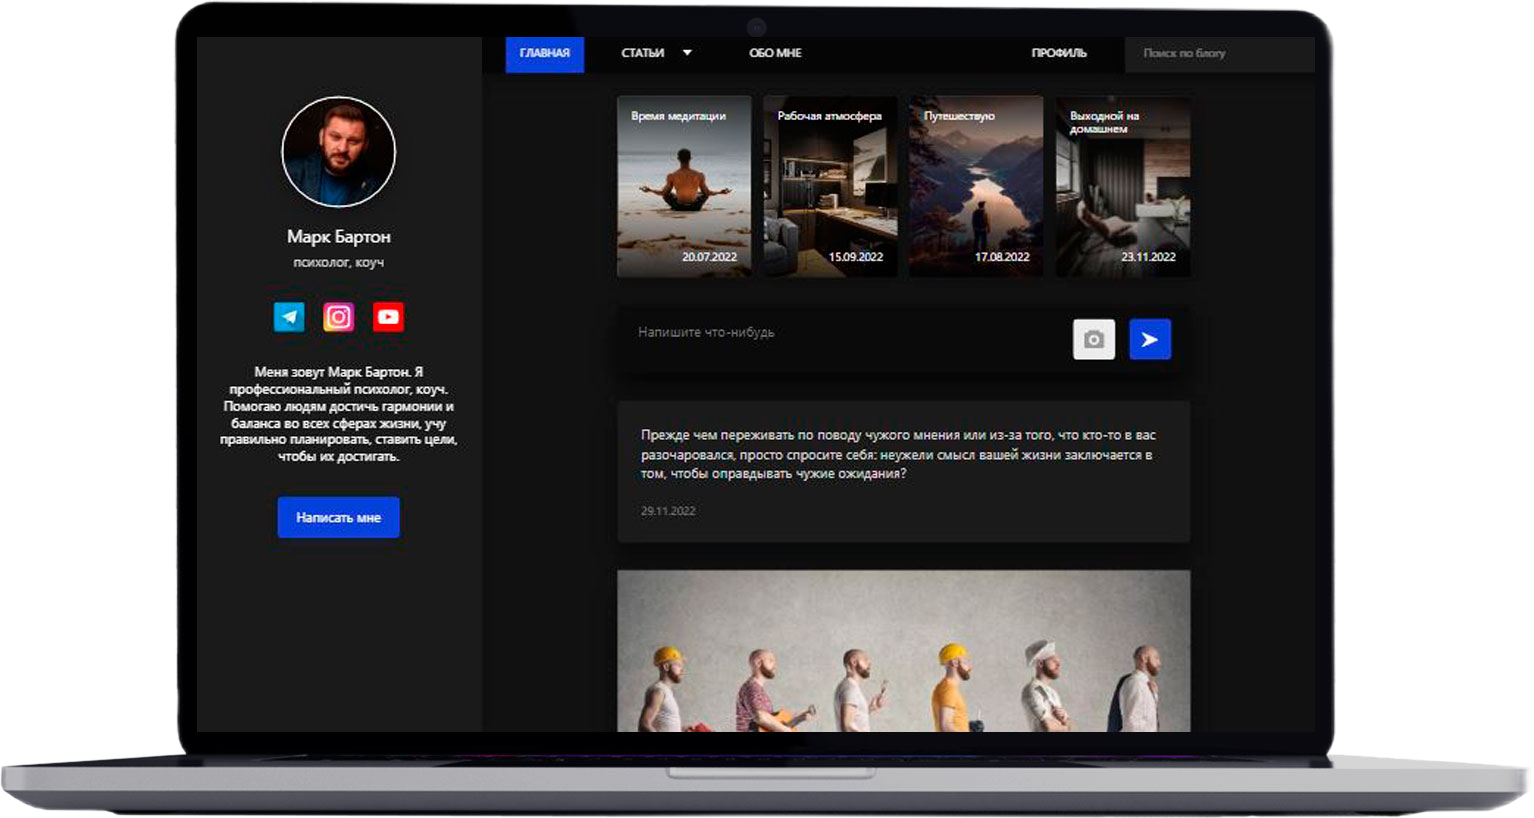 ГЛАВНАЯ
СТАТЬИ
ОБО МНЕ
ПРОФИЛЬ
Поиск по блогу
Марк Бартон
психолог, коуч
Меня зовут Марк Бартон. Я
профессиональный психолог, коуч.
Помогаю людям достичь гармонии и
баланса во всех сферах жизни, учу
правильно планировать, ставить цели,
чтобы их достигать.
Написать мне
Время медитации
20.07.2022
Рабочая атмосфера
15.09.2022
Путешествую
17.08.2022
Выходной на
домашнем
23.11.2022
Напишите что-нибудь
Прежде чем переживать по поводу чужого мнения или из-за того, что кто-то в вас
разочаровался, просто спросите себя: неужели смысл вашей жизни заключается в
том, чтобы оправдывать чужие ожидания?
29.11.2022